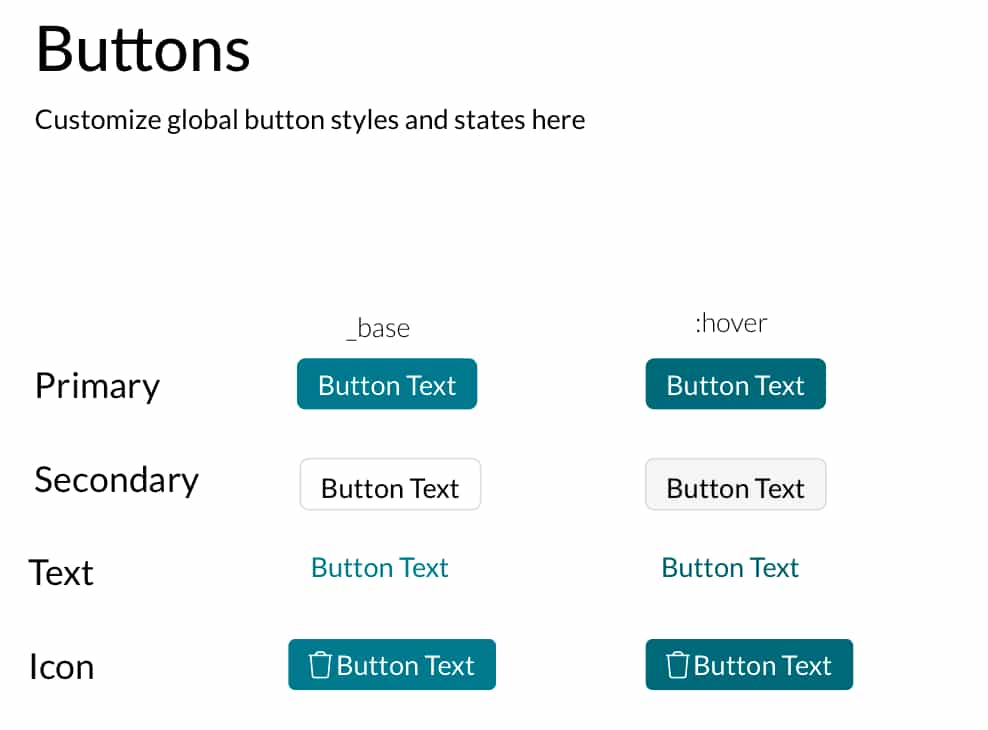 Buttons
Customize global button styles and states here
_base :hover
Primary Button Text Button Text
Secondary Button Text Button Text
Text Button Text Button Text
Icon Button Text Button Text